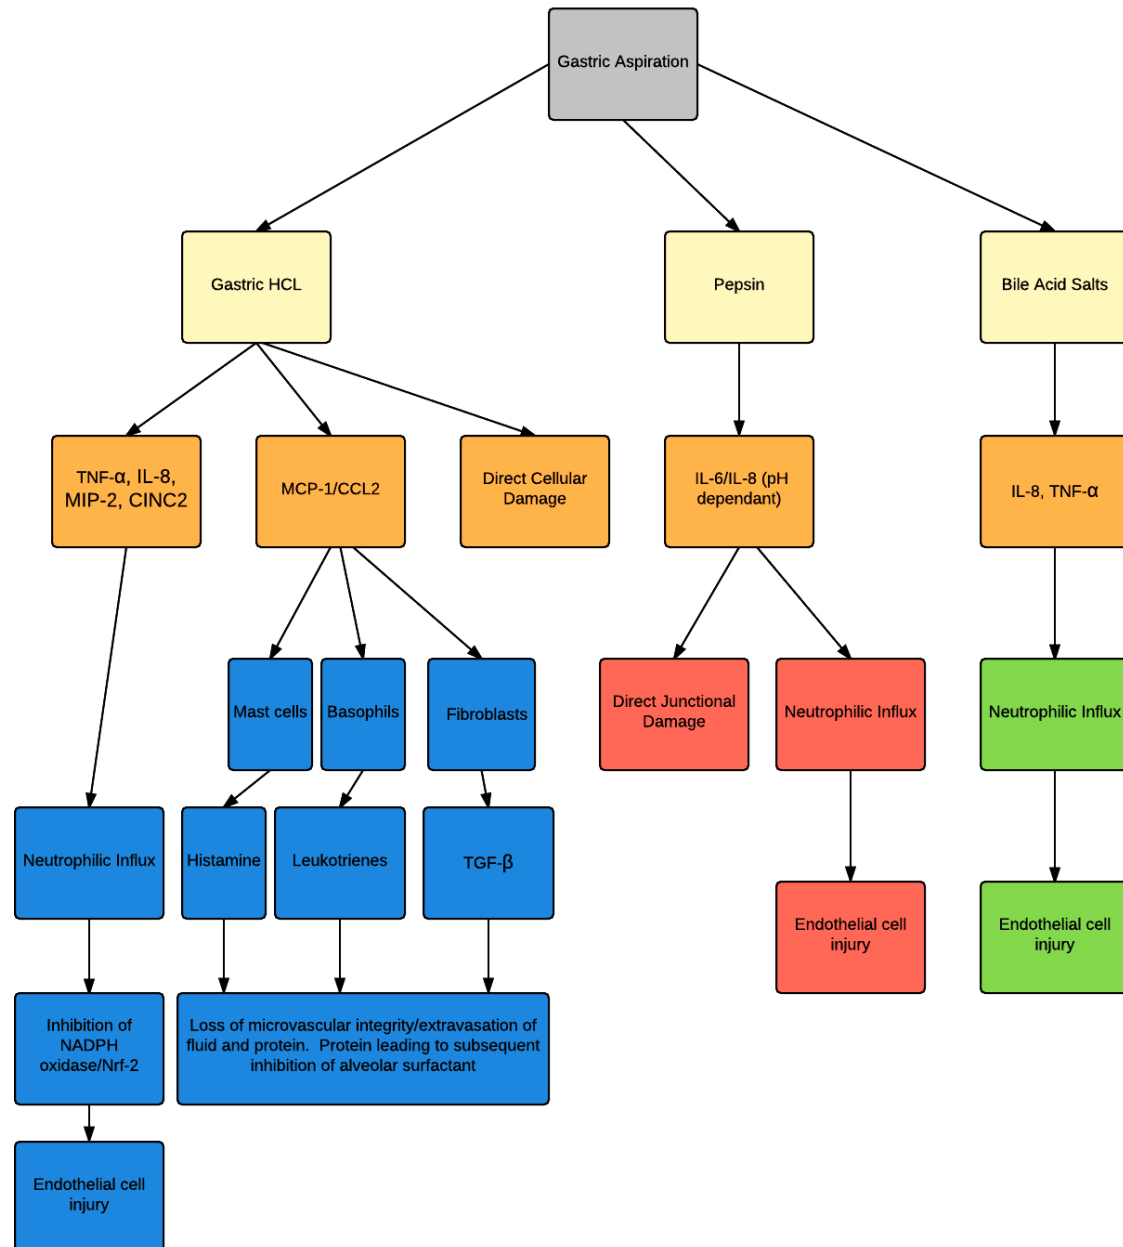 Gastric Aspiration
Gastric HCL
Pepsin
Bile Acid Salts
TNF-α, IL-8,
MIP-2, CINC2
MCP-1/CCL2
Direct Cellular
Damage
IL-6/IL-8 (pH
dependant)
IL-8, TNF-α
Mast cells
Basophils
Fibroblasts
Direct Junctional
Damage
Neutrophilic Influx
Neutrophilic Influx
Neutrophilic Influx
Histamine
Leukotrienes
TGF-β
Endothelial cell
injury
Endothelial cell
injury
Inhibition of
NADPH
oxidase/Nrf-2
Loss of microvascular integrity/extravasation of
fluid and protein.  Protein leading to subsequent
inhibition of alveolar surfactant
Endothelial cell
injury